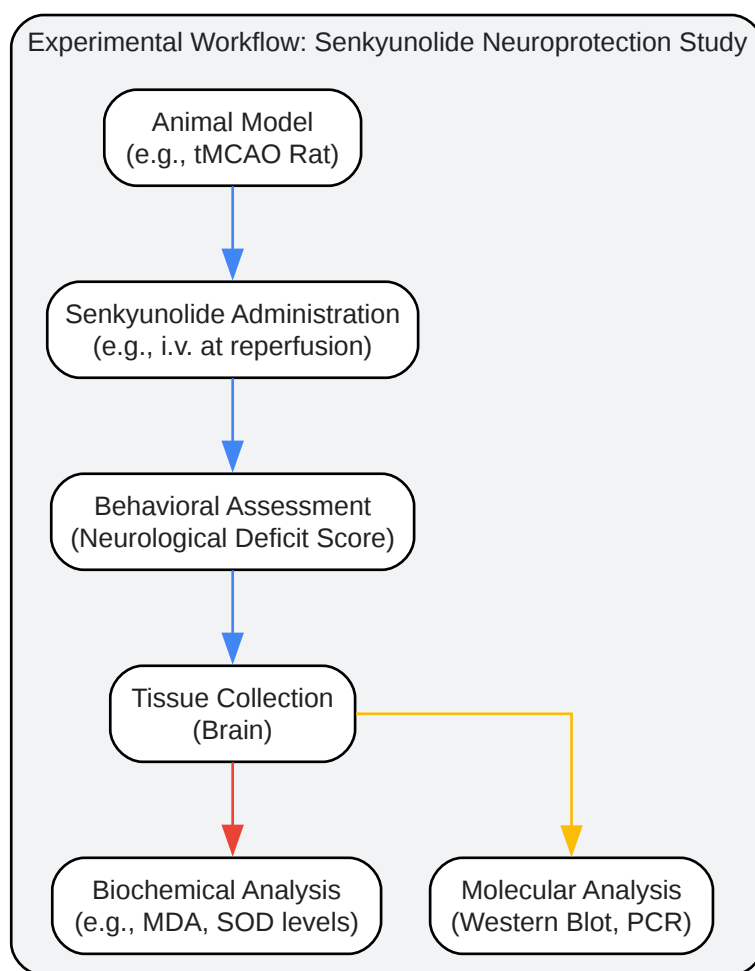 Experimental Workflow: Senkyunolide Neuroprotection Study
Animal Model
(e.g., tMCAO Rat)
Senkyunolide Administration
(e.g., i.v. at reperfusion)
Behavioral Assessment
(Neurological Deficit Score)
Tissue Collection
(Brain)
Biochemical Analysis
(e.g., MDA, SOD levels)
Molecular Analysis
(Western Blot, PCR)